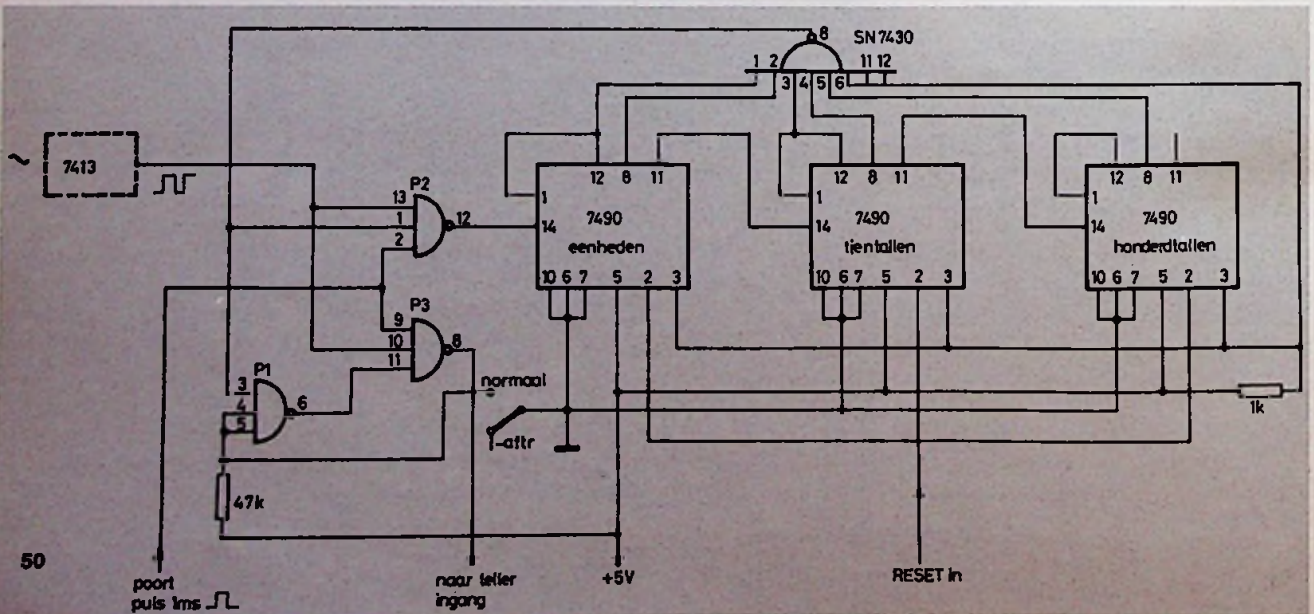 8
SN7430
1 2 3 4 5 6 11 12
~
7413
P2
13
1
2
12
P3
9
10
11
8
P1
3
4
5
6
47k
normaal
-aftr
12 8 11
1
14
7490
eenheden
10 6 7 5 2 3
12 8 11
1
14
7490
tientallen
10 6 7 5 2 3
12 8 11
1
14
7490
honderdtallen
10 6 7 5 2 3
1k
50
poort
puls 1ms
naar teller
ingang
+5V
RESET in